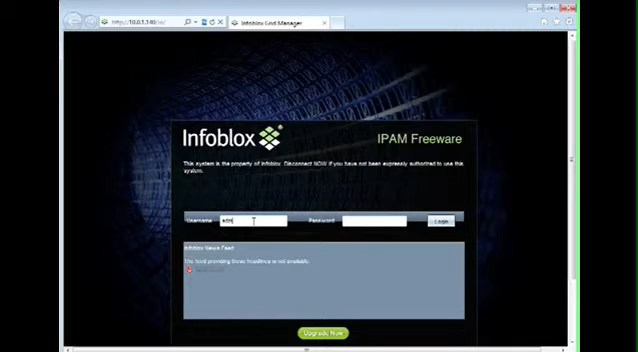 Infoblox Grid Manager
Infoblox
IPAM Freeware
This system is the property of Infoblox. Disconnect NOW if you have not been expressly authorized to use this
system.
Username
Password
Login
Infoblox News Feed
The feed providing these headlines is not available.
Upgrade Now